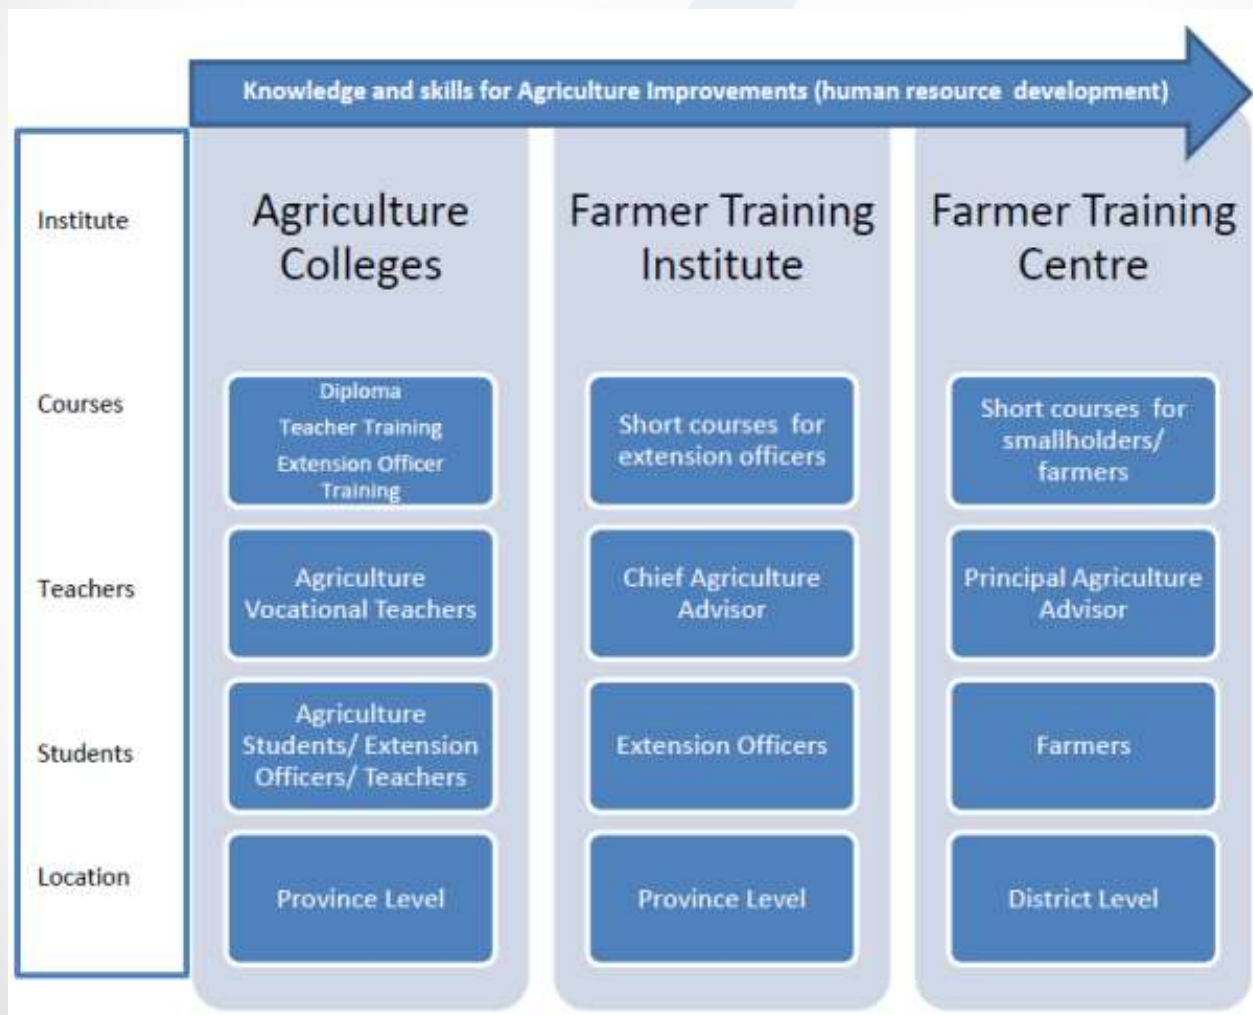 Knowledge and skills for Agriculture Improvements (human resource development)
Institute
Agriculture
Colleges
Farmer Training
Institute
Farmer Training
Centre
Courses
Diploma
Teacher Training
Extension Officer
Training
Short courses for
extension officers
Short courses for
smallholders/
farmers
Teachers
Agriculture
Vocational Teachers
Chief Agriculture
Advisor
Principal Agriculture
Advisor
Students
Agriculture
Students/ Extension
Officers/ Teachers
Extension Officers
Farmers
Location
Province Level
Province Level
District Level